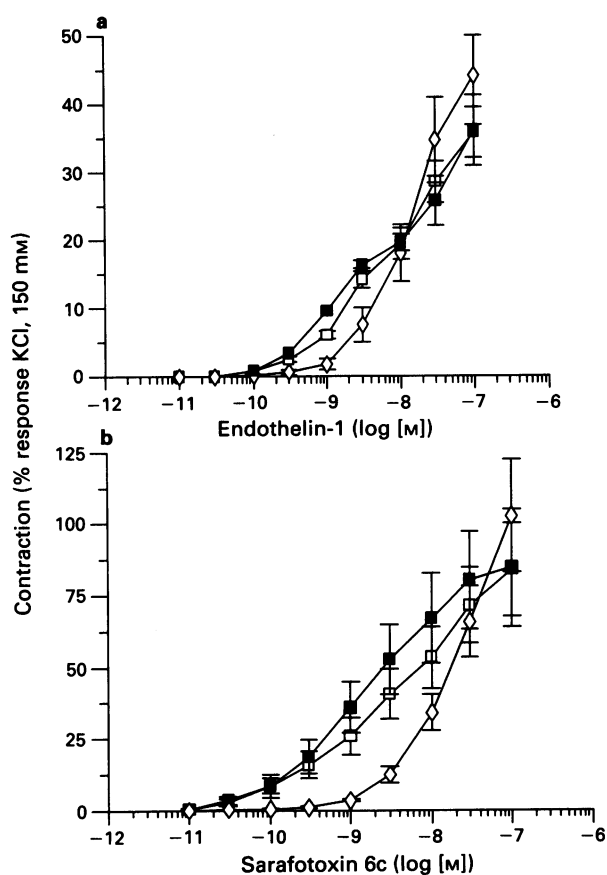 a
50
40
30
20
10
0
−12 −11 −10 −9 −8 −7 −6
Endothelin-1 (log [M])
Contraction (% response KCl, 150 mM)
b
125
100
75
50
25
0
−12 −11 −10 −9 −8 −7 −6
Sarafotoxin 6c (log [M])